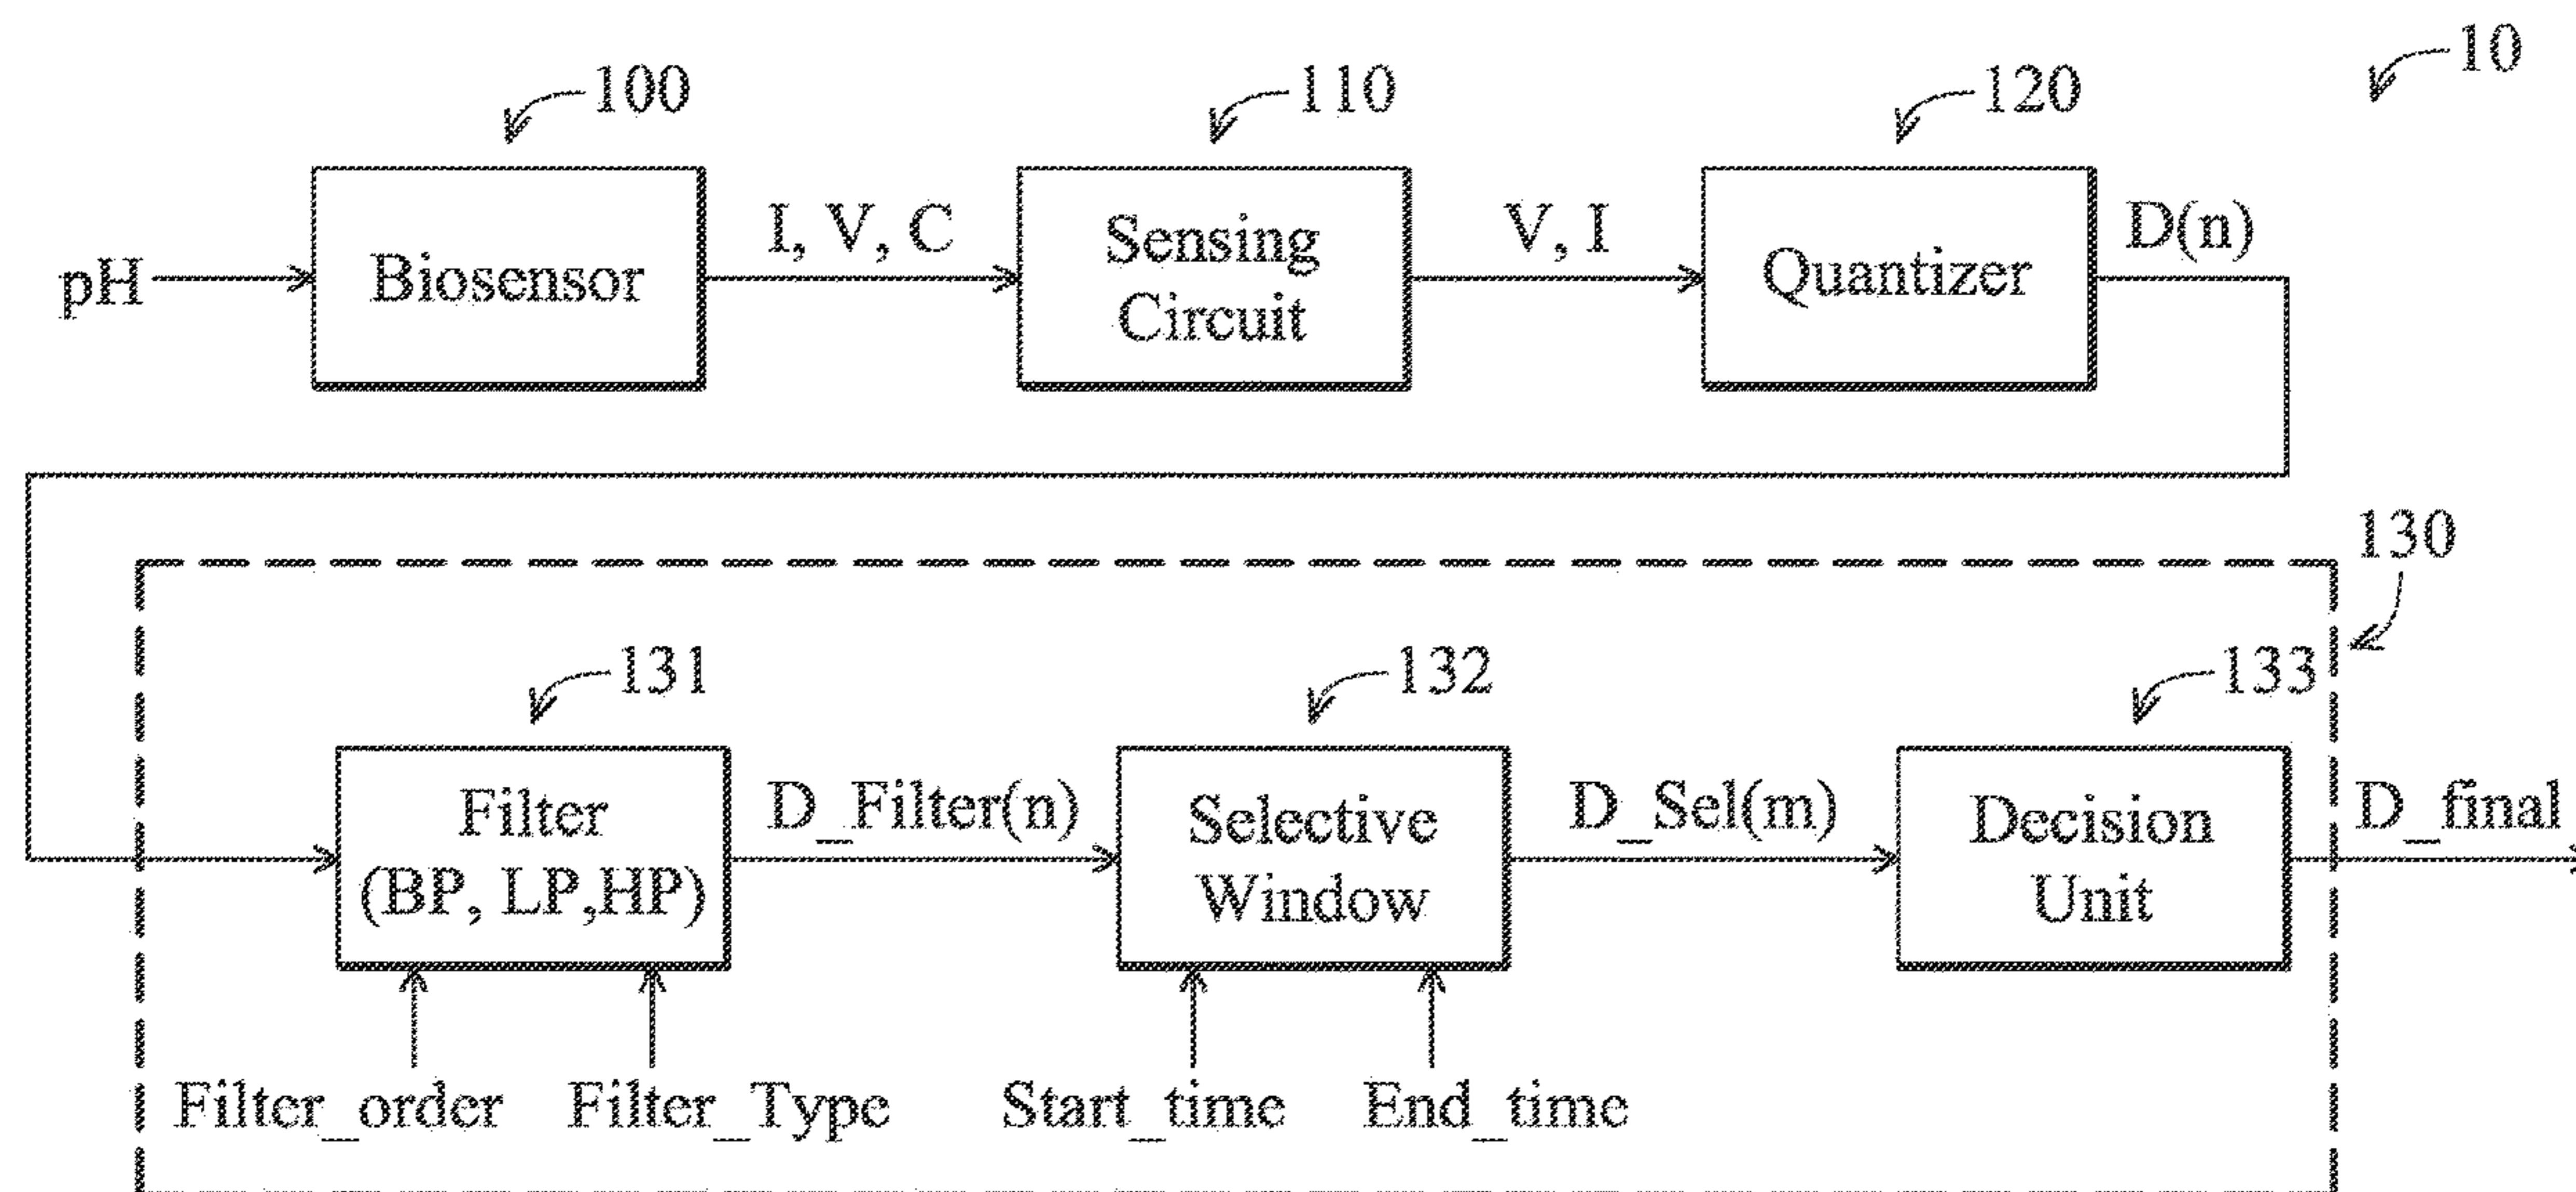 10
100
110
120
pH
Biosensor
I, V, C
Sensing
Circuit
V, I
Quantizer
D(n)
130
131
132
133
Filter
(BP, LP,HP)
D_Filter(n)
Selective
Window
D_Sel(m)
Decision
Unit
D_final
Filter_order
Filter_Type
Start_time
End_time